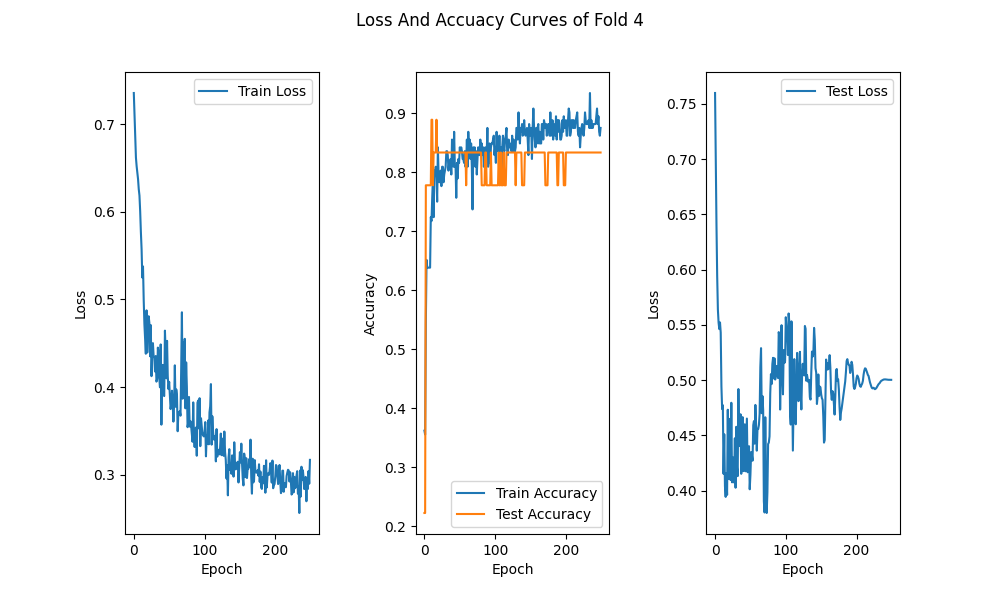 Loss And Accuacy Curves of Fold 4
Train Loss
0.7
0.6
0.5
0.4
0.3
Loss
0
100
200
Epoch
0.9
0.8
0.7
0.6
0.5
0.4
0.3
0.2
Accuracy
Train Accuracy
Test Accuracy
0
100
200
Epoch
Test Loss
0.75
0.70
0.65
0.60
0.55
0.50
0.45
0.40
Loss
0
100
200
Epoch